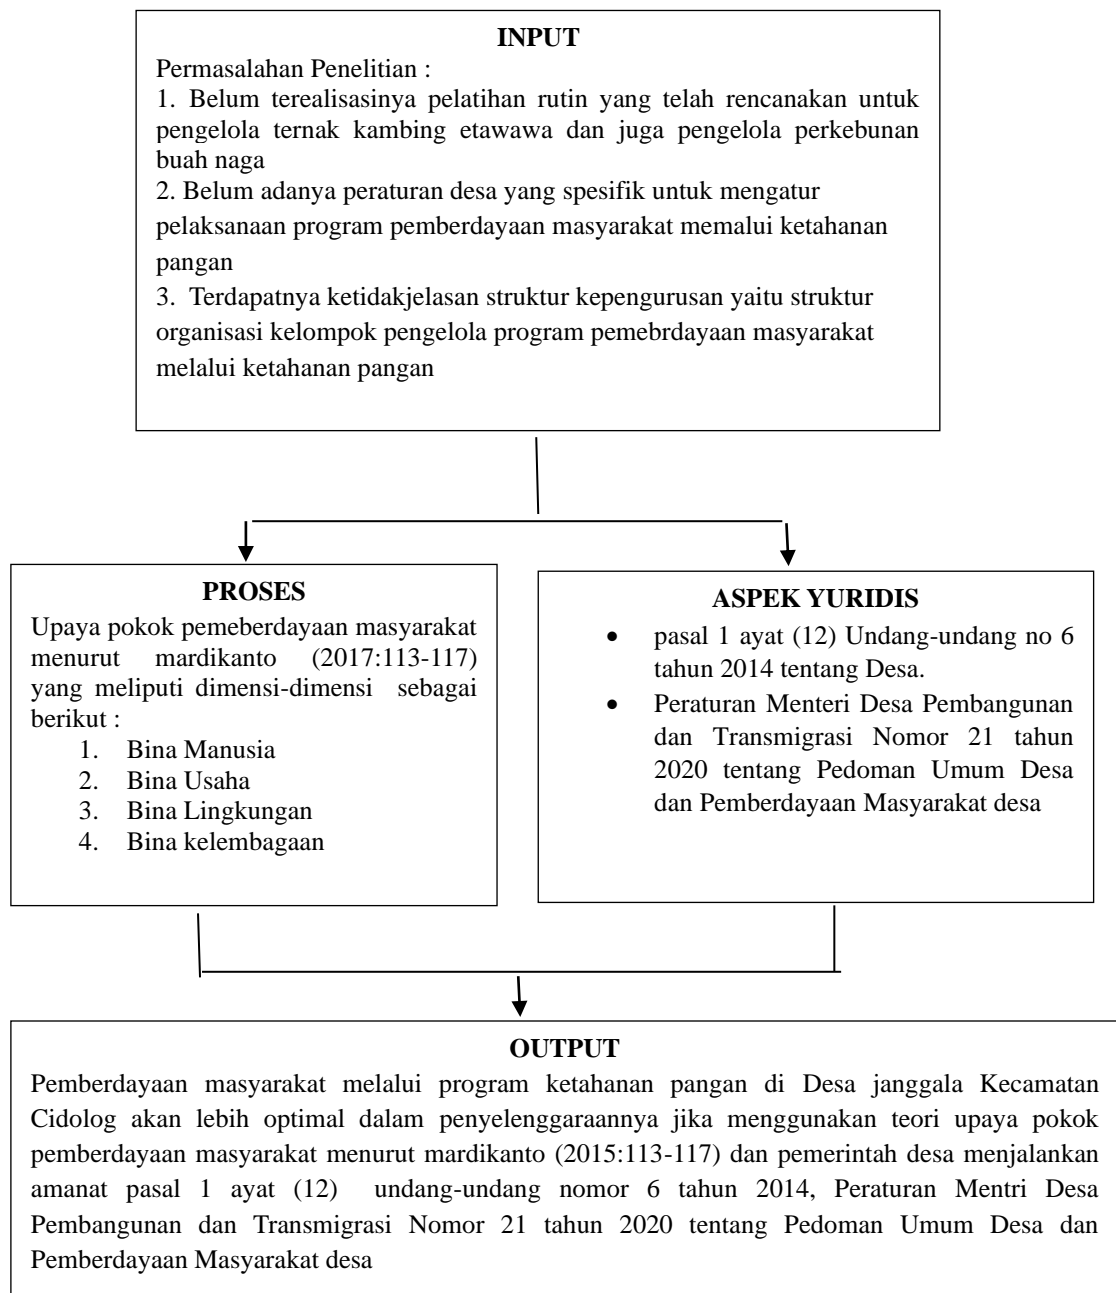 INPUT
Permasalahan Penelitian :
1. Belum terealisasinya pelatihan rutin yang telah rencanakan untuk
pengelola ternak kambing etawawa dan juga pengelola perkebunan
buah naga
2. Belum adanya peraturan desa yang spesifik untuk mengatur
pelaksanaan program pemberdayaan masyarakat memalui ketahanan
pangan
3. Terdapatnya ketidakjelasan struktur kepengurusan yaitu struktur
organisasi kelompok pengelola program pemebrdayaan masyarakat
melalui ketahanan pangan
PROSES
Upaya pokok pemeberdayaan masyarakat
menurut mardikanto (2017:113-117)
yang meliputi dimensi-dimensi sebagai
berikut :
1. Bina Manusia
2. Bina Usaha
3. Bina Lingkungan
4. Bina kelembagaan
ASPEK YURIDIS
• pasal 1 ayat (12) Undang-undang no 6
tahun 2014 tentang Desa.
• Peraturan Menteri Desa Pembangunan
dan Transmigrasi Nomor 21 tahun
2020 tentang Pedoman Umum Desa
dan Pemberdayaan Masyarakat desa
OUTPUT
Pemberdayaan masyarakat melalui program ketahanan pangan di Desa janggala Kecamatan
Cidolog akan lebih optimal dalam penyelenggaraannya jika menggunakan teori upaya pokok
pemberdayaan masyarakat menurut mardikanto (2015:113-117) dan pemerintah desa menjalankan
amanat pasal 1 ayat (12) undang-undang nomor 6 tahun 2014, Peraturan Mentri Desa
Pembangunan dan Transmigrasi Nomor 21 tahun 2020 tentang Pedoman Umum Desa dan
Pemberdayaan Masyarakat desa